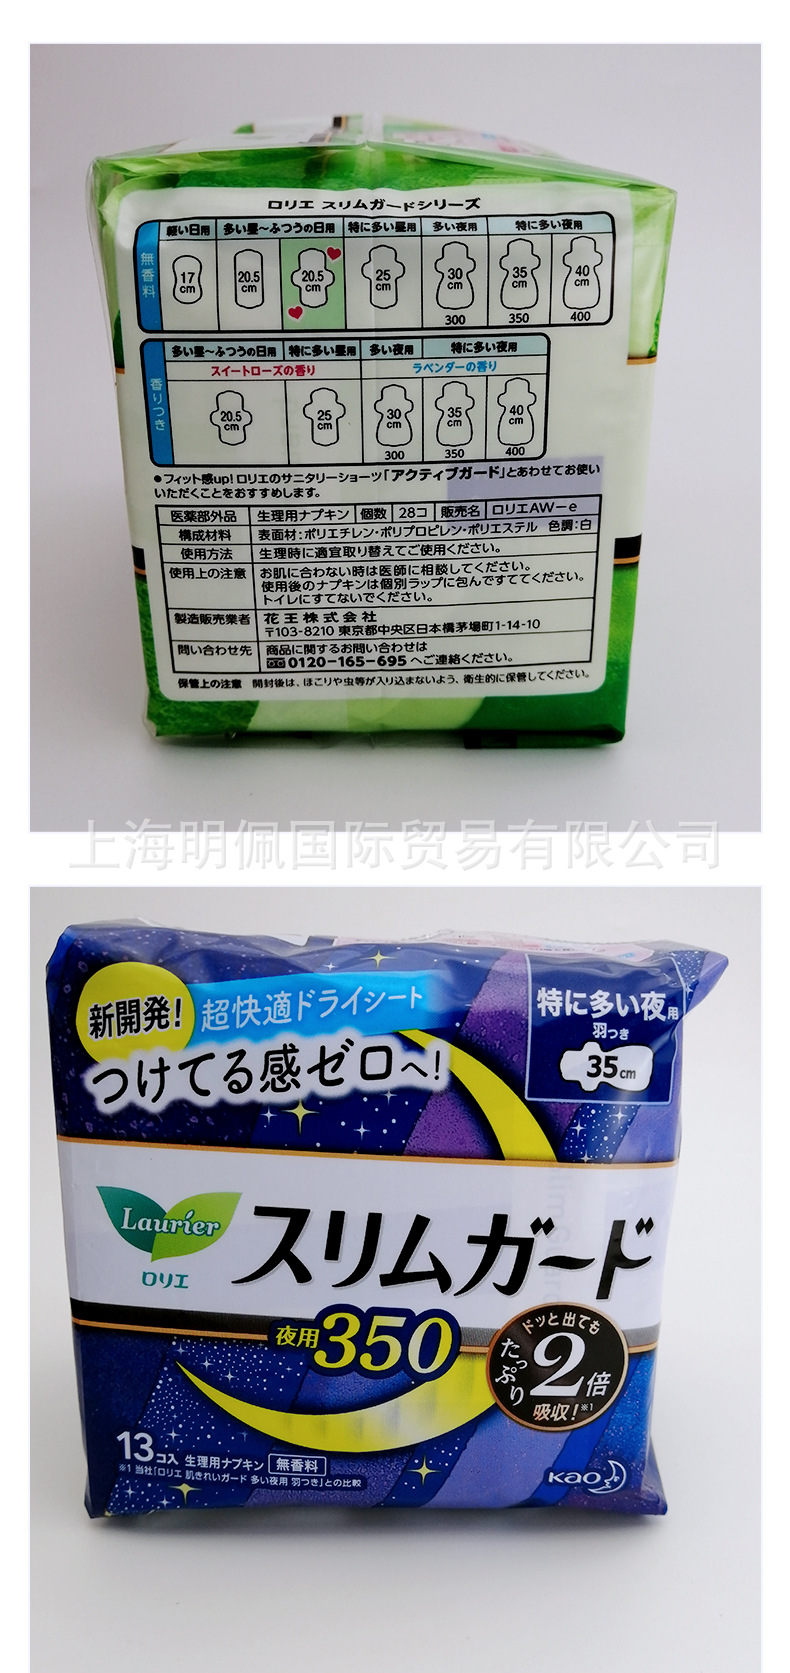 ロリエ スリムガードシリーズ
無香料
軽い日用 多い昼~ふつうの日用 特に多い昼用 多い夜用 特に多い夜用
17cm 20.5cm 20.5cm 25cm 30cm 35cm 40cm
300 350 400
香りつき
多い昼~ふつうの日用 特に多い昼用 多い夜用 特に多い夜用
スイートローズの香り ラベンダーの香り
20.5cm 25cm 30cm 35cm 40cm
300 350 400
●フィット感up!ロリエのサニタリーショーツ「アクティブガード」とあわせてお使い
いただくことをおすすめします。
医薬部外品 生理用ナプキン 個数 28コ 販売名 ロリエAW-e
構成材料 表面材:ポリエチレン・ポリプロピレン・ポリエステル 色調:白
使用方法 生理時に適宜取り替えてご使用ください。
使用上の注意 お肌に合わない時は医師に相談してください。
使用後のナプキンは個別ラップに包んですててください。
トイレにすてないでください。
製造販売業者 花王株式会社
〒103-8210 東京都中央区日本橋茅場町1-14-10
問い合わせ先 商品に関するお問い合わせは
0120-165-695 へご連絡ください。
保管上の注意 開封後は、ほこりや虫等が入り込まないよう、衛生的に保管してください。
上海明佩国际贸易有限公司
新開発! 超快適ドライシート
つけてる感ゼロへ!
特に多い夜用
羽つき
35cm
Laurier
ロリエ
スリムガード
夜用350
ドッと出ても
たっぷり
2倍
吸収!※1
13コ入 生理用ナプキン 無香料
※1 当社「ロリエ 肌きれいガード 多い夜用 羽つき」との比較
Kao